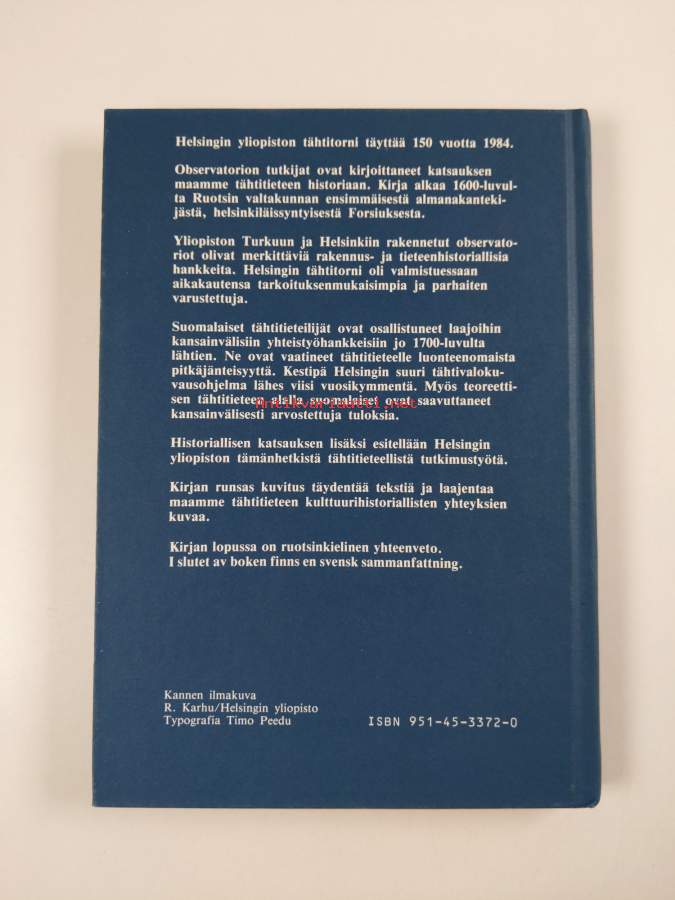 Helsingin yliopiston tähtitorni täyttää 150 vuotta 1984.
Observatorion tutkijat ovat kirjoittaneet katsauksen
maamme tähtitieteen historiaan. Kirja alkaa 1600-luvul-
ta Ruotsin valtakunnan ensimmäisestä almanakanteki-
jästä, helsinkiläissyntyisestä Forsiuksesta.
Yliopiston Turkuun ja Helsinkiin rakennetut observato-
riot olivat merkittäviä rakennus- ja tieteenhistoriallisia
hankkeita. Helsingin tähtitorni oli valmistuessaan
aikakautensa tarkoituksenmukaisimpia ja parhaiten
varustettuja.
Suomalaiset tähtitieteilijät ovat osallistuneet laajoihin
kansainvälisiin yhteistyöhankkeisiin jo 1700-luvulta
lähtien. Ne ovat vaatineet tähtitieteelle luonteenomaista
pitkäjänteisyyttä. Kestipä Helsingin suuri tähtivaloku-
vausohjelma lähes viisi vuosikymmentä. Myös teoreetti-
sen tähtitieteen alalla suomalaiset ovat saavuttaneet
Antikvariaatti.net
kansainvälisesti arvostettuja tuloksia.
Historiallisen katsauksen lisäksi esitellään Helsingin
yliopiston tämänhetkistä tähtitieteellistä tutkimustyötä.
Kirjan runsas kuvitus täydentää tekstiä ja laajentaa
maamme tähtitieteen kulttuurihistoriallisten yhteyksien
kuvaa.
Kirjan lopussa on ruotsinkielinen yhteenveto.
I slutet av boken finns en svensk sammanfattning.
Kannen ilmakuva
R. Karhu/Helsingin yliopisto
Typografia Timo Peedu
ISBN 951-45-3372-0